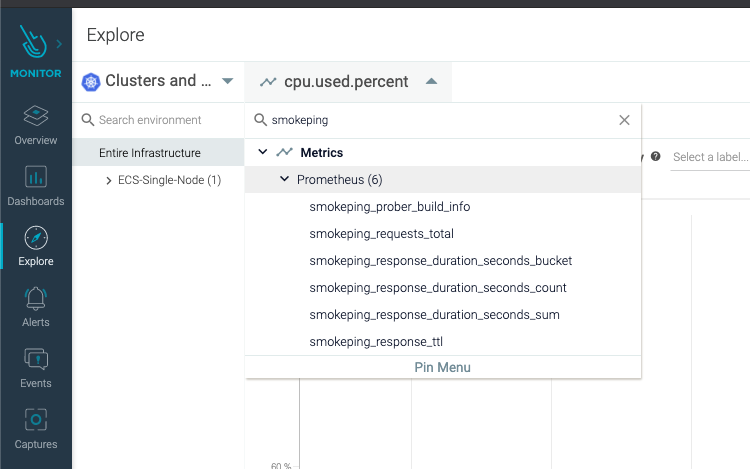 Explore
MONITOR
Overview
Dashboards
Explore
Alerts
Events
Captures
Clusters and ...
cpu.used.percent
Search environment
Entire Infrastructure
ECS-Single-Node (1)
smokeping
Metrics
Prometheus (6)
smokeping_prober_build_info
smokeping_requests_total
smokeping_response_duration_seconds_bucket
smokeping_response_duration_seconds_count
smokeping_response_duration_seconds_sum
smokeping_response_ttl
Pin Menu
Select a label...
60 %